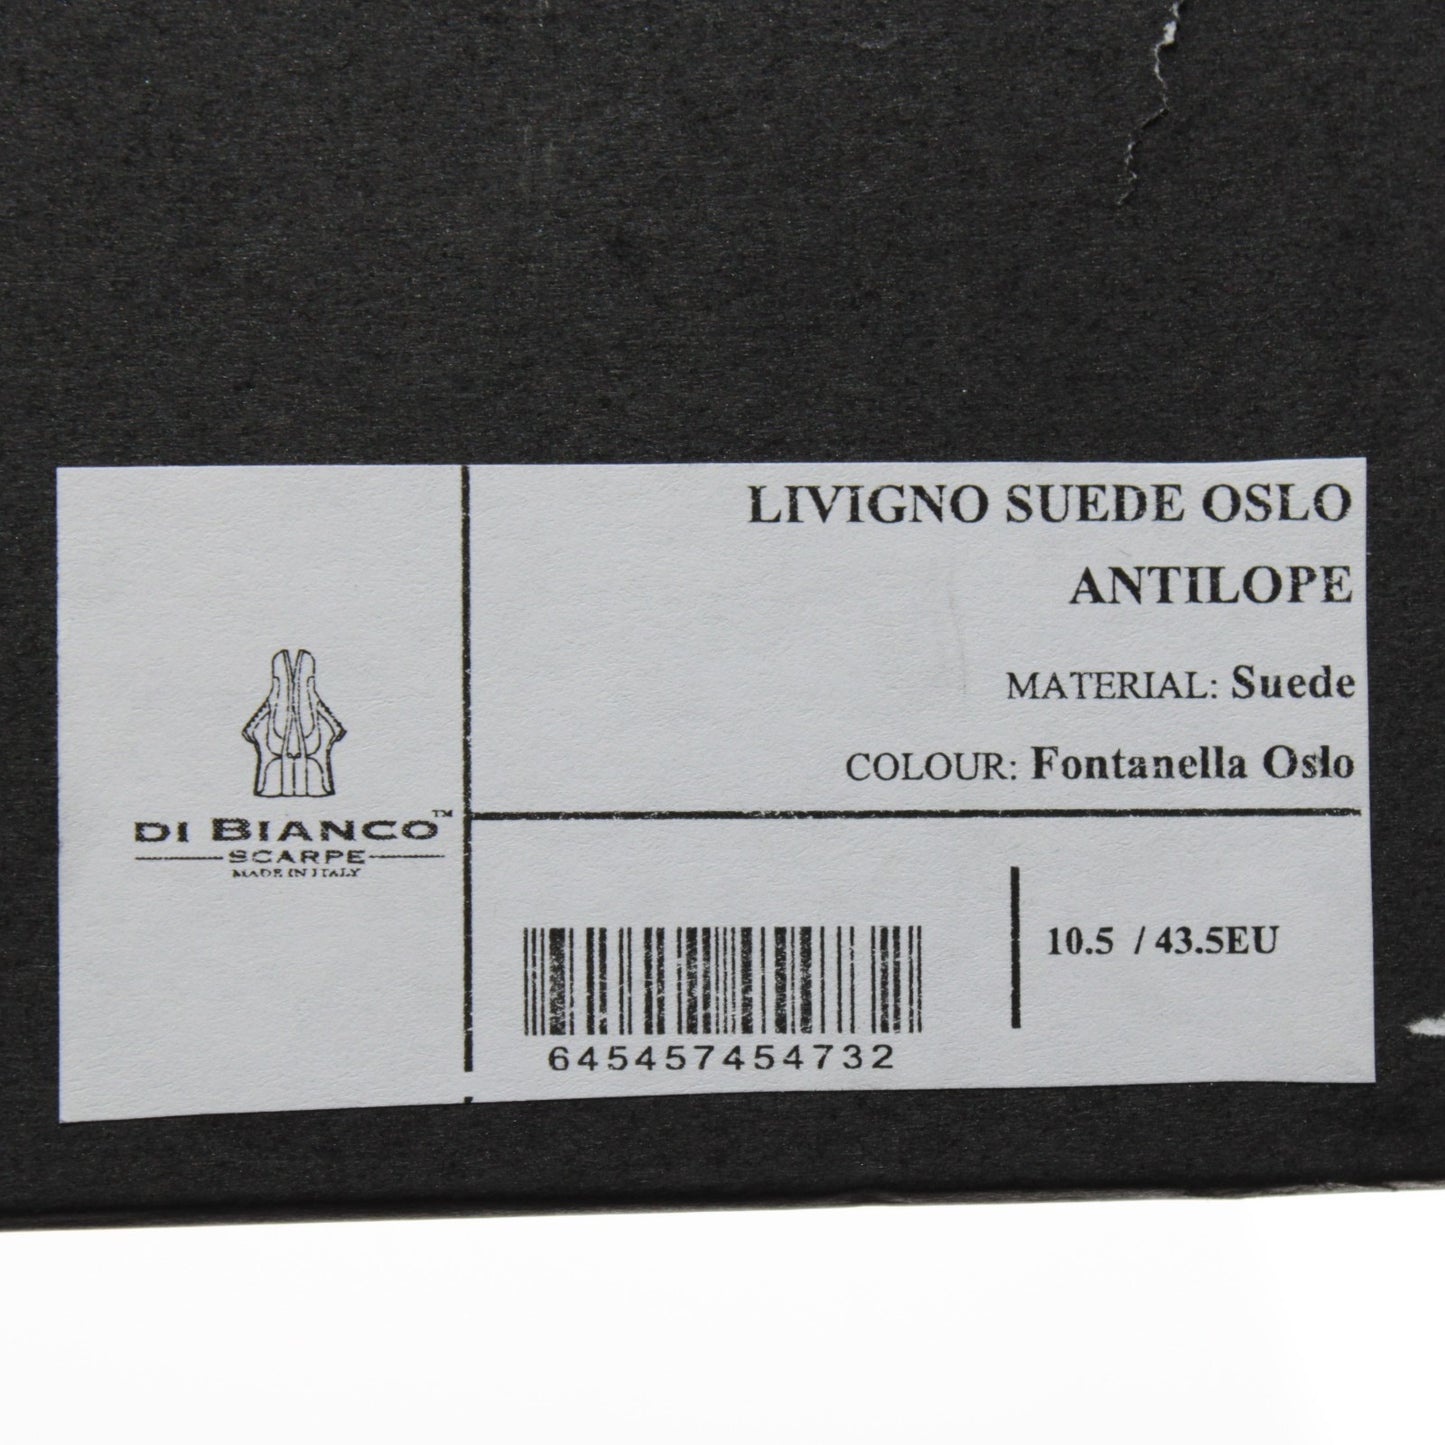 LIVIGNO SUEDE OSLO
ANTILOPE
MATERIAL: Suede
COLOUR: Fontanella Oslo
DI BIANCO™
SCARPE
MADE IN ITALY
10.5 / 43.5EU
645457454732